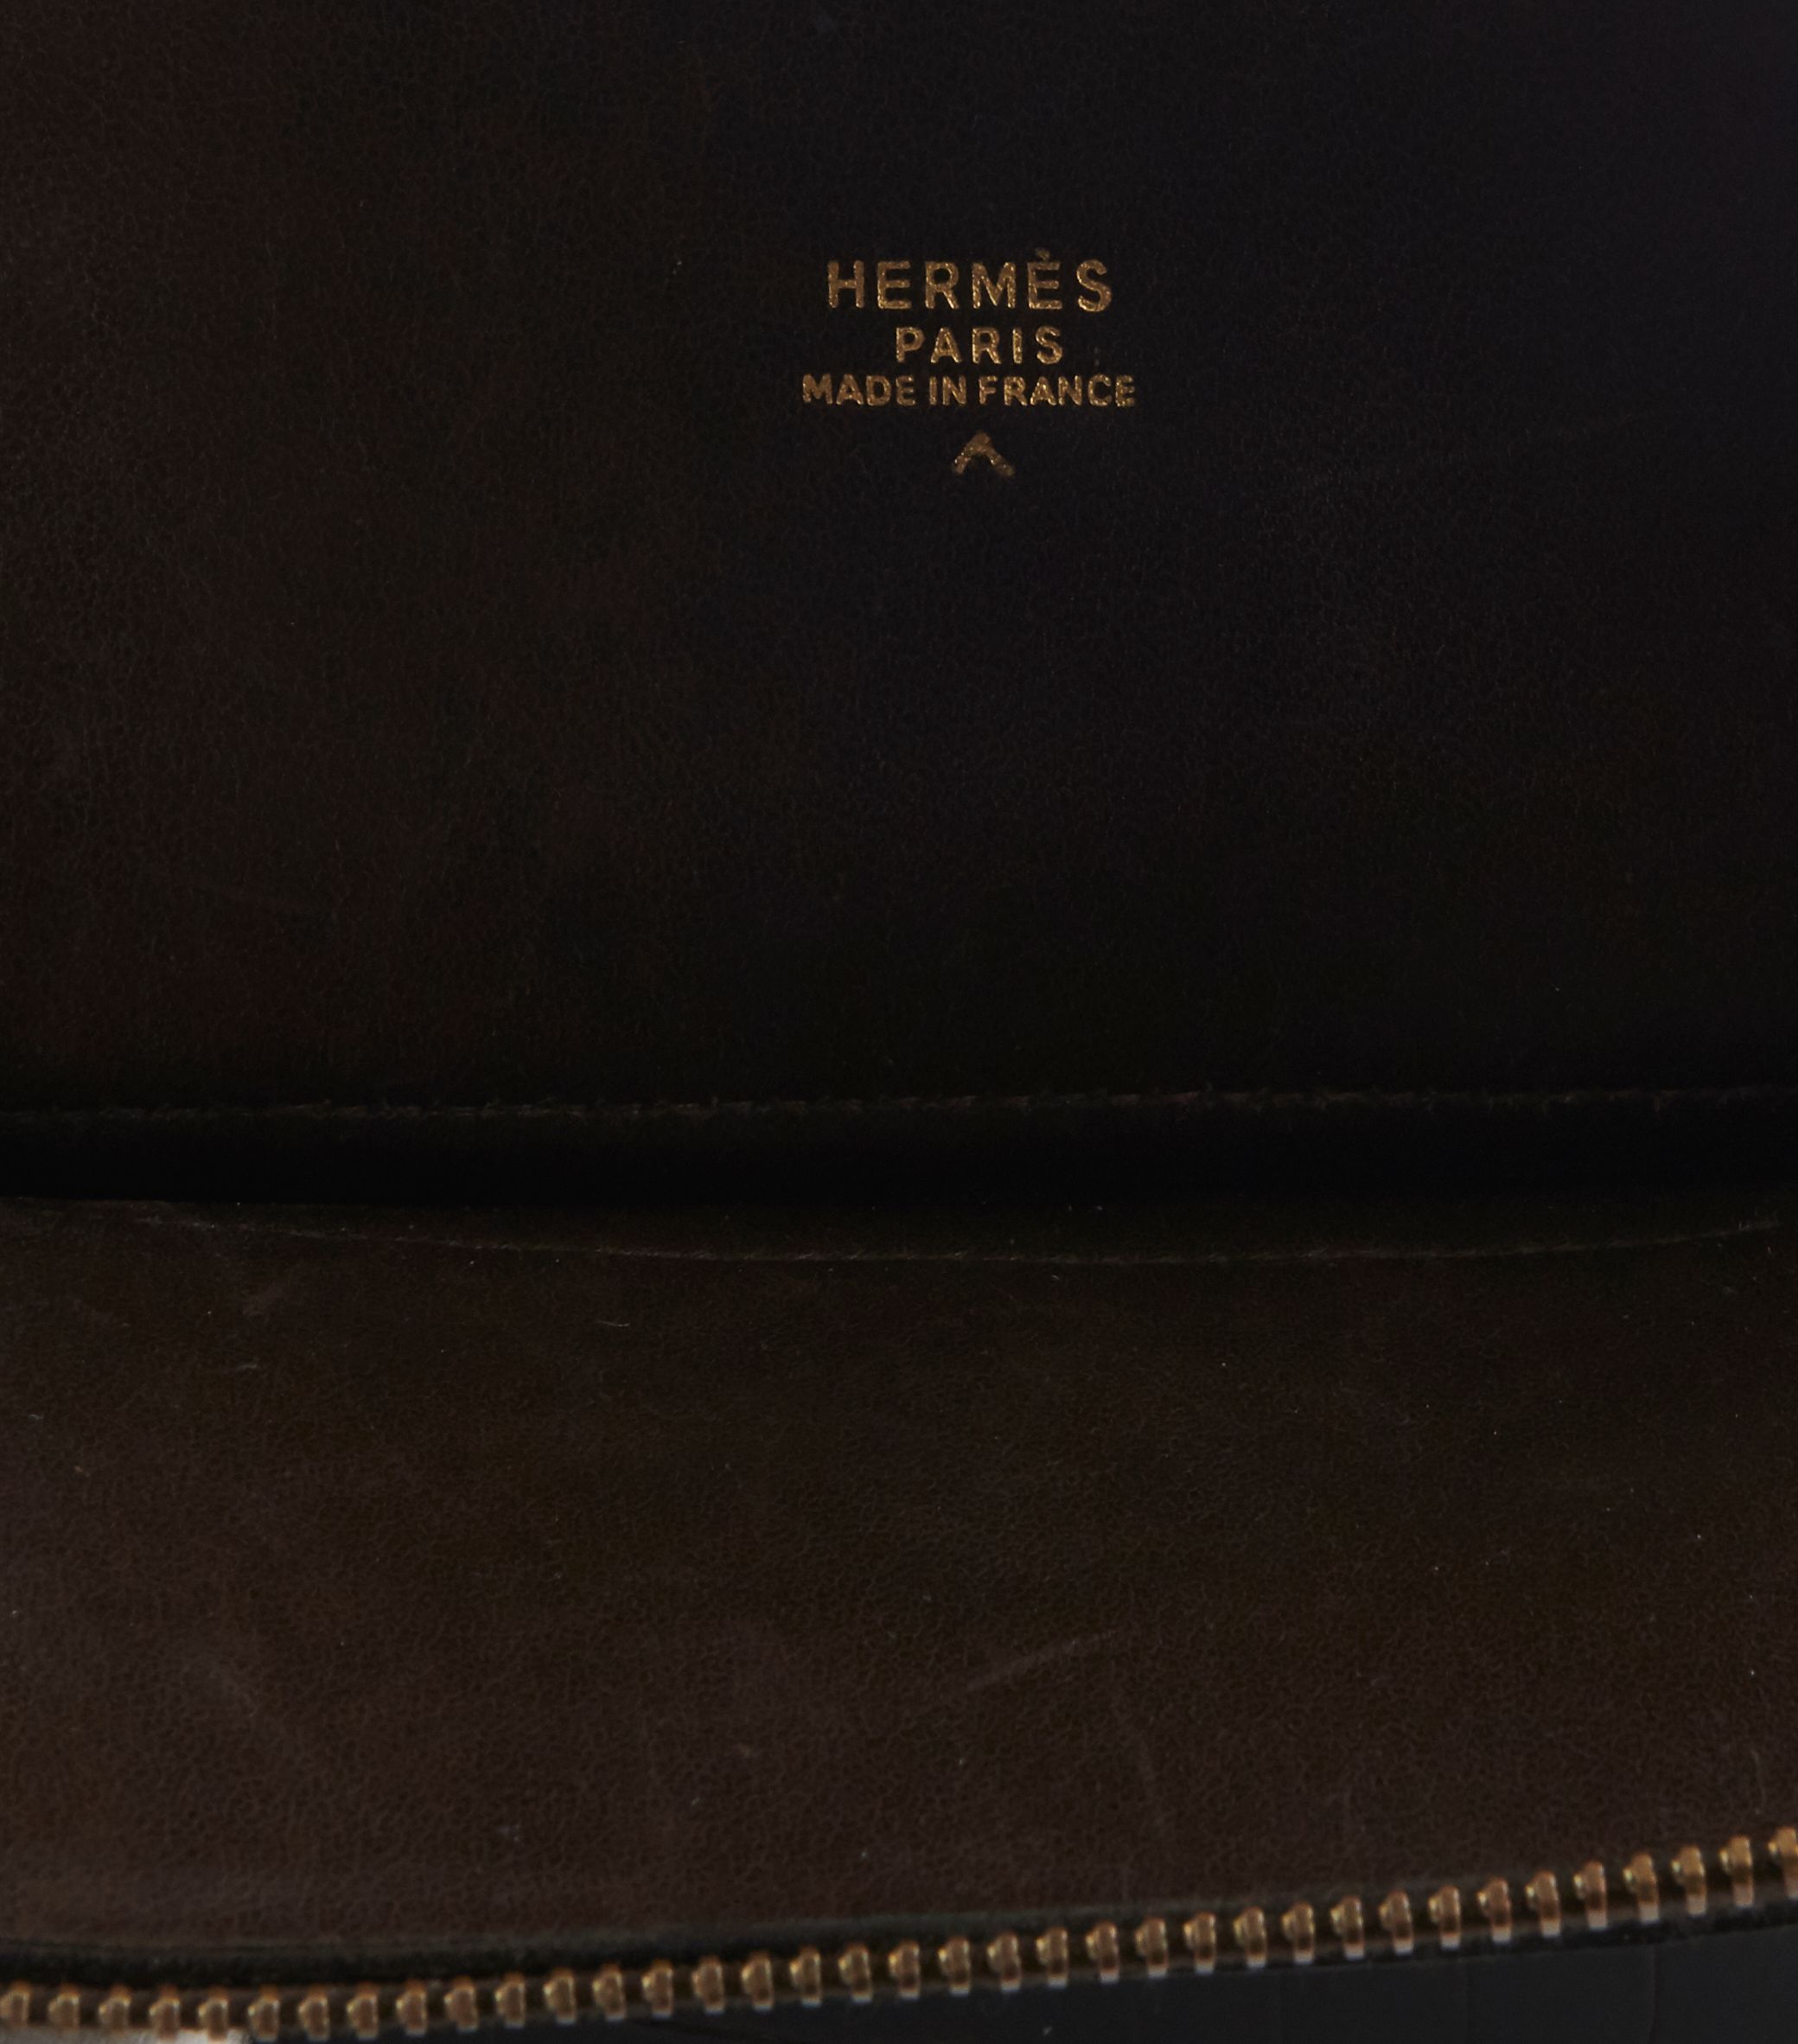 HERMÈS
PARIS
MADE IN FRANCE
^